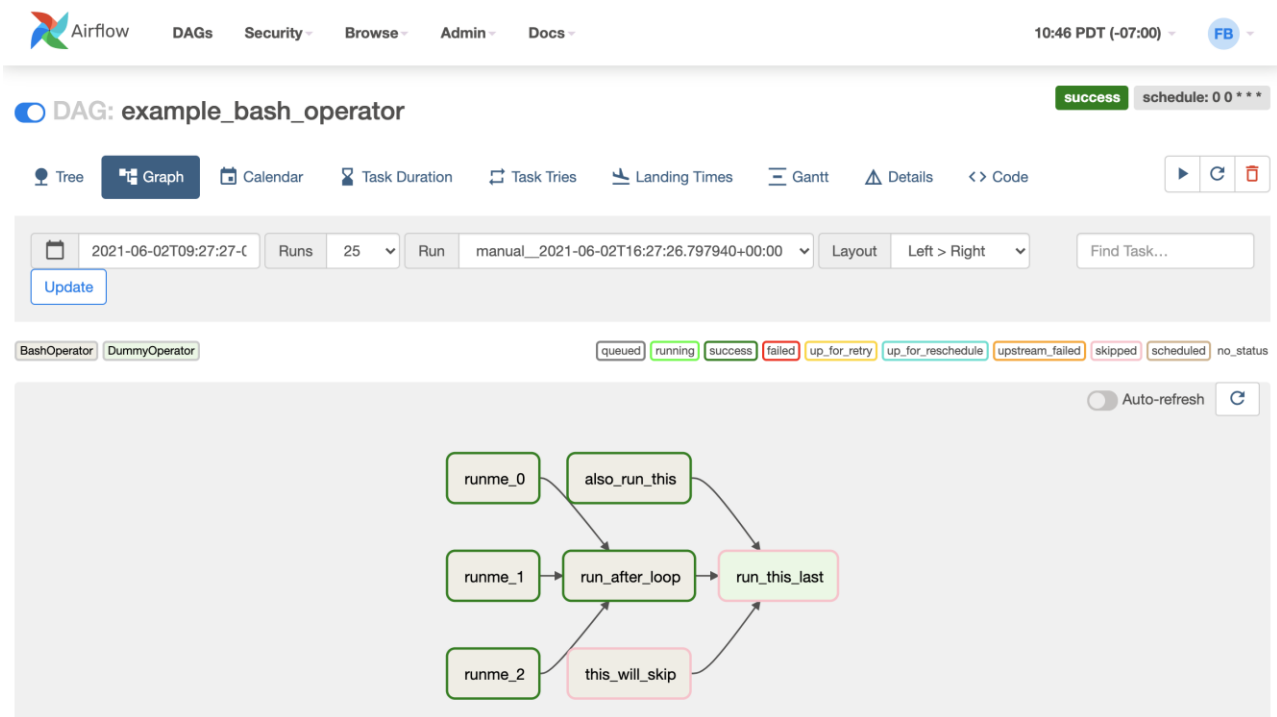 Airflow DAGs Security Browse Admin Docs 10:46 PDT (-07:00) FB
success schedule: 0 0 * * *
DAG: example_bash_operator
Tree Graph Calendar Task Duration Task Tries Landing Times Gantt Details <> Code
2021-06-02T09:27:27-0 Runs 25 Run manual__2021-06-02T16:27:26.797940+00:00 Layout Left > Right Find Task...
Update
BashOperator DummyOperator queued running success failed up_for_retry up_for_reschedule upstream_failed skipped scheduled no_status
Auto-refresh
runme_0 also_run_this
runme_1 run_after_loop run_this_last
runme_2 this_will_skip